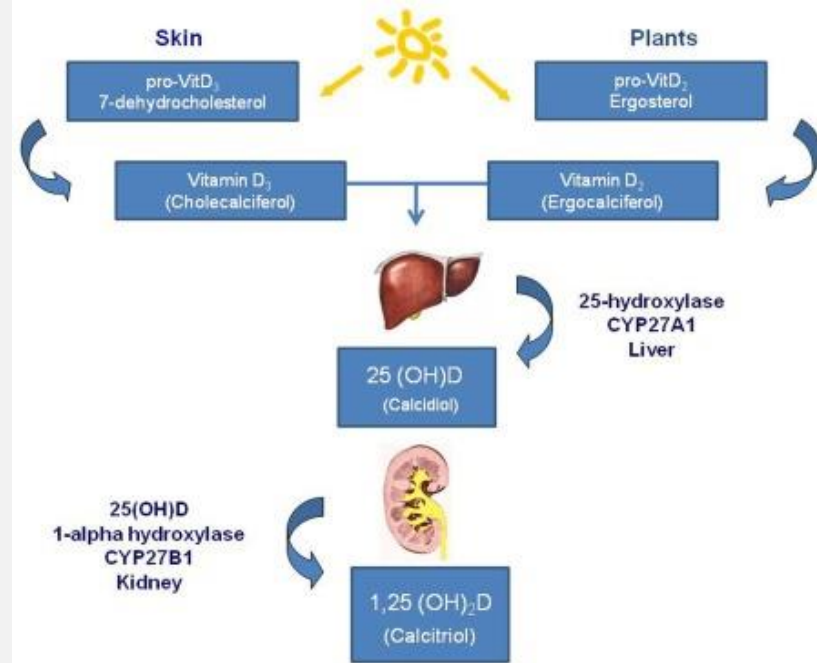 Skin
Plants
pro-VitD₃
7-dehydrocholesterol
pro-VitD₂
Ergosterol
Vitamin D₃
(Cholecalciferol)
Vitamin D₂
(Ergocalciferol)
25-hydroxylase
CYP27A1
Liver
25 (OH)D
(Calcidiol)
25(OH)D
1-alpha hydroxylase
CYP27B1
Kidney
1,25 (OH)₂D
(Calcitriol)